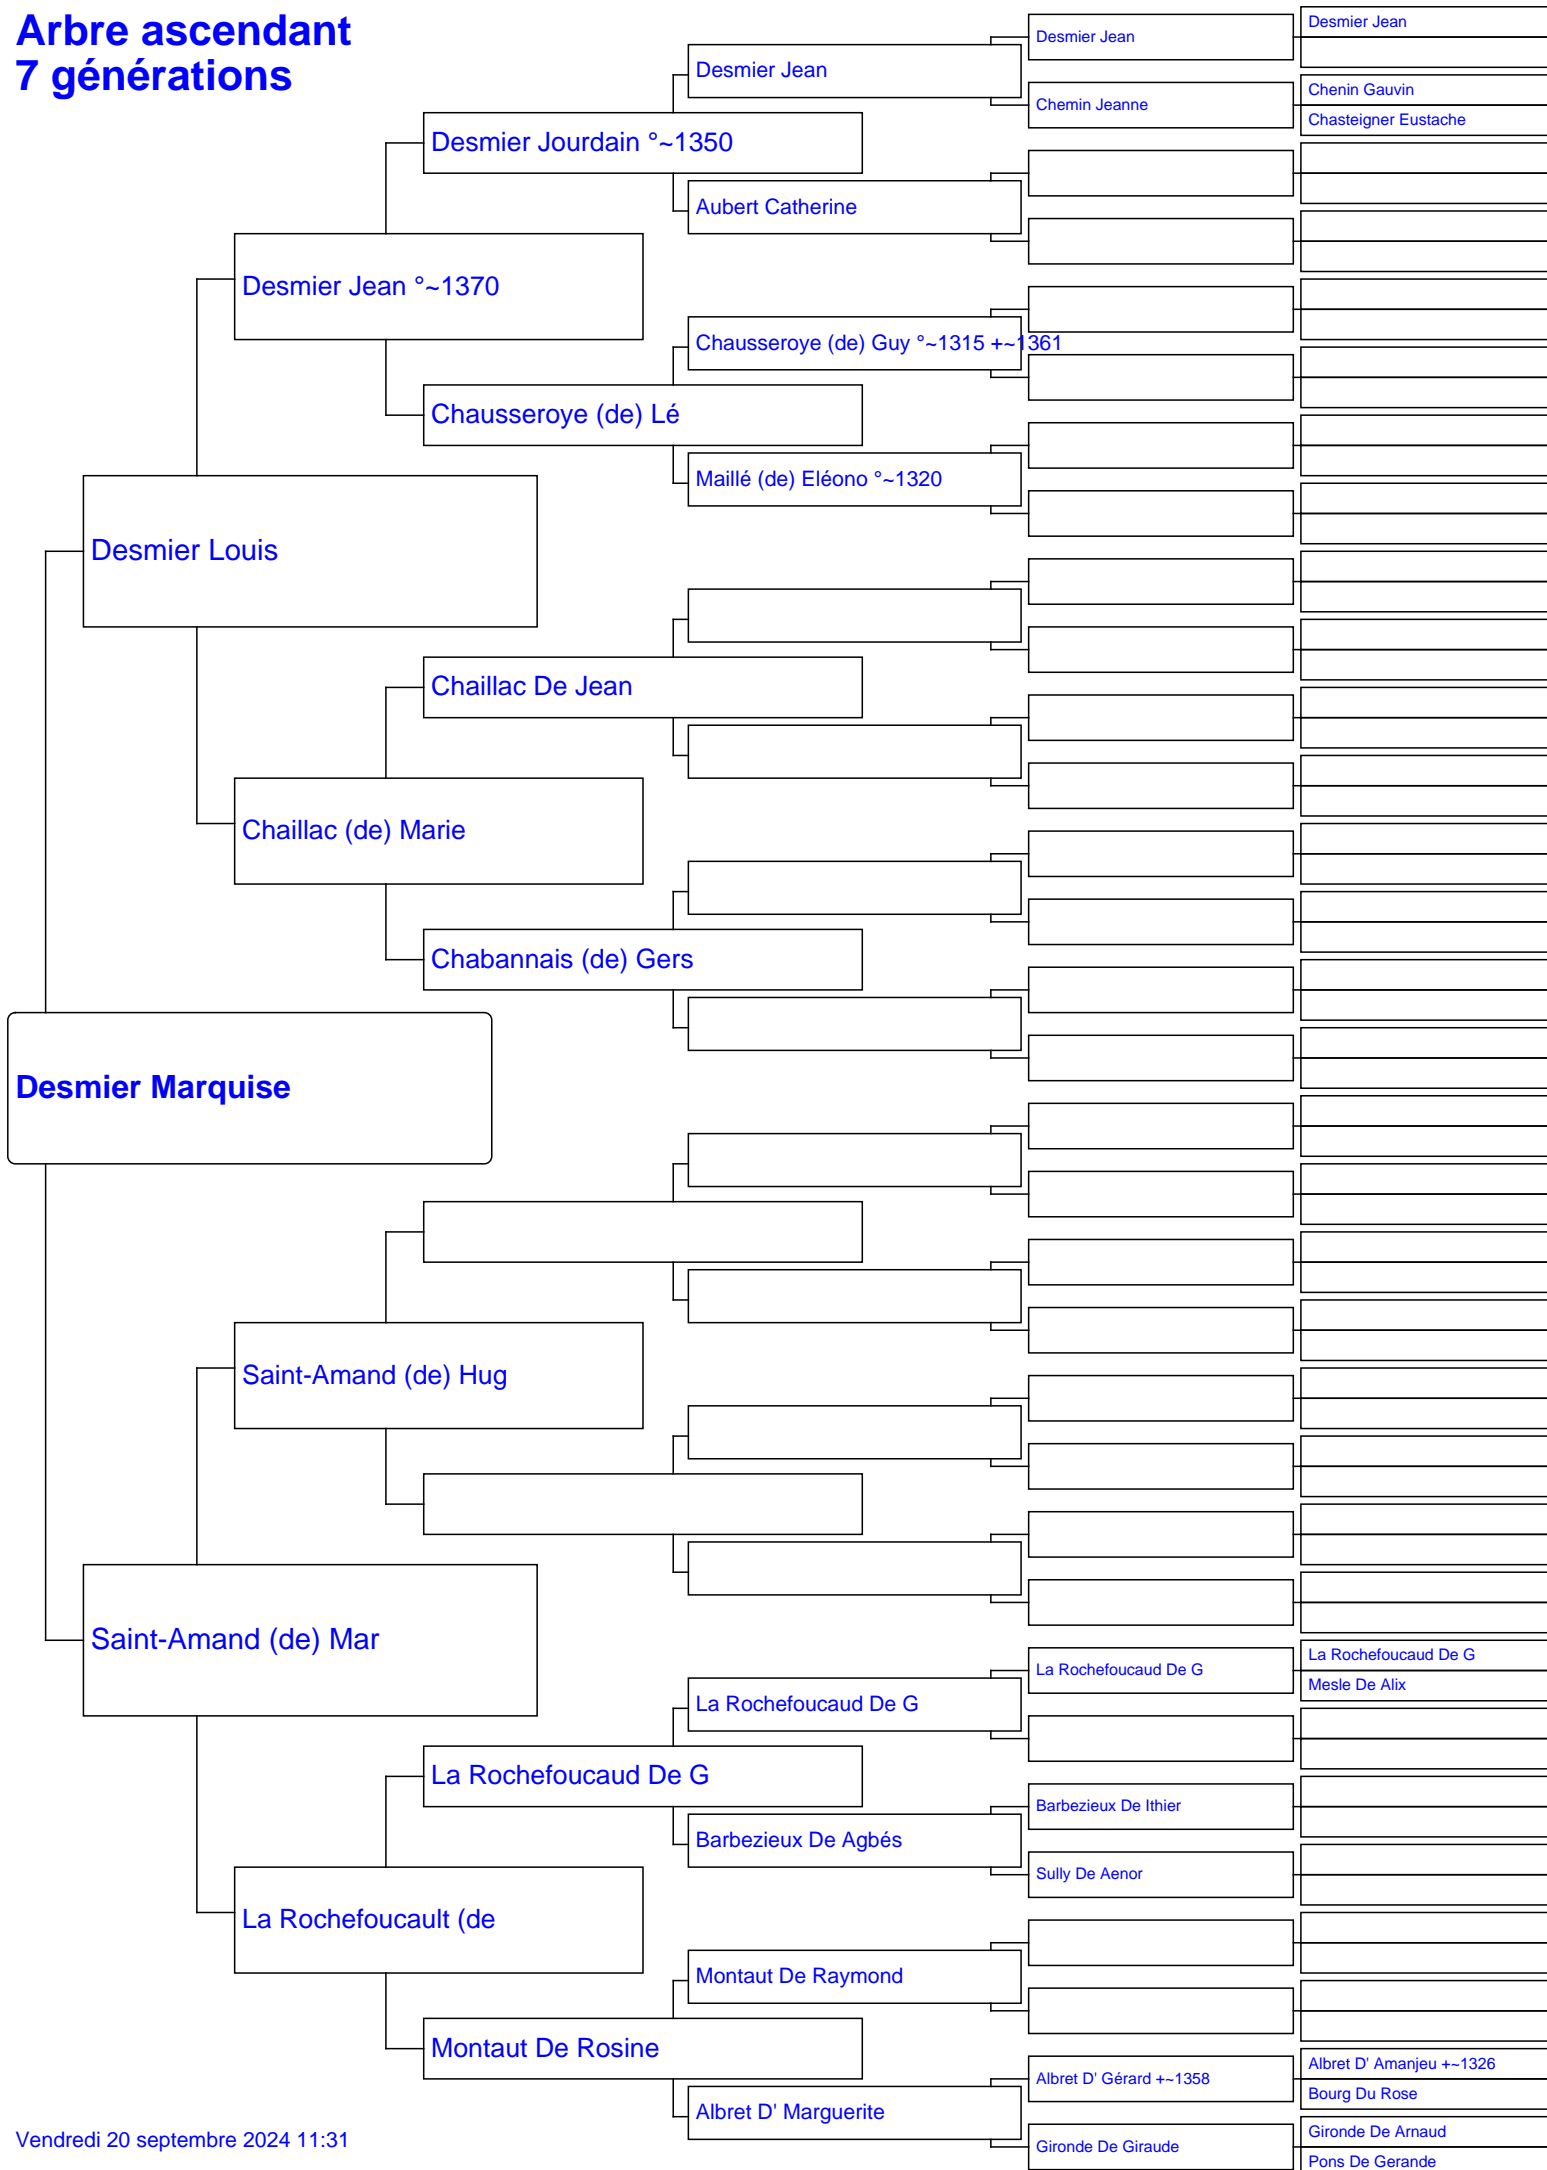 Arbre ascendant
7 générations
Desmier Jean
Desmier Jean
Desmier Jean
Chemin Jeanne
Chenin Gauvin
Chasteigner Eustache
Desmier Jourdain °~1350
Aubert Catherine
Desmier Jean °~1370
Chausseroye (de) Guy °~1315 +~1361
Chausseroye (de) Lé
Maillé (de) Eléono °~1320
Desmier Louis
Chaillac De Jean
Chaillac (de) Marie
Chabannais (de) Gers
Desmier Marquise
Saint-Amand (de) Hug
Saint-Amand (de) Mar
La Rochefoucaud De G
La Rochefoucaud De G
Mesle De Alix
La Rochefoucaud De G
La Rochefoucaud De G
Barbezieux De Ithier
Barbezieux De Agbés
Sully De Aenor
La Rochefoucault (de
Montaut De Raymond
Montaut De Rosine
Albret D' Gérard +~1358
Albret D' Amanjeu +~1326
Bourg Du Rose
Albret D' Marguerite
Gironde De Giraude
Gironde De Arnaud
Pons De Gerande
Vendredi 20 septembre 2024 11:31